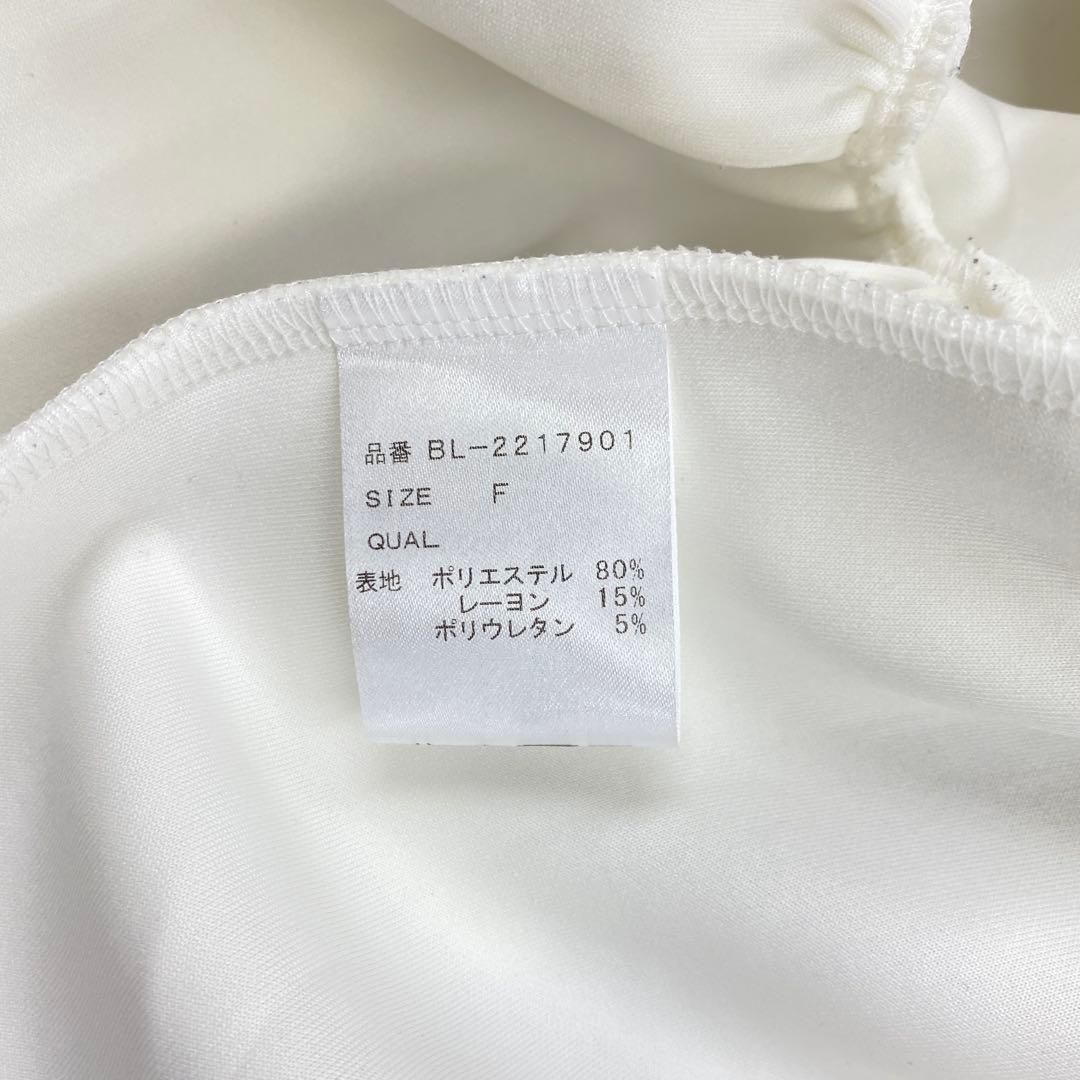 品番 BL-2217901
SIZE F
QUAL
表地 ポリエステル 80%
レーヨン 15%
ポリウレタン 5%